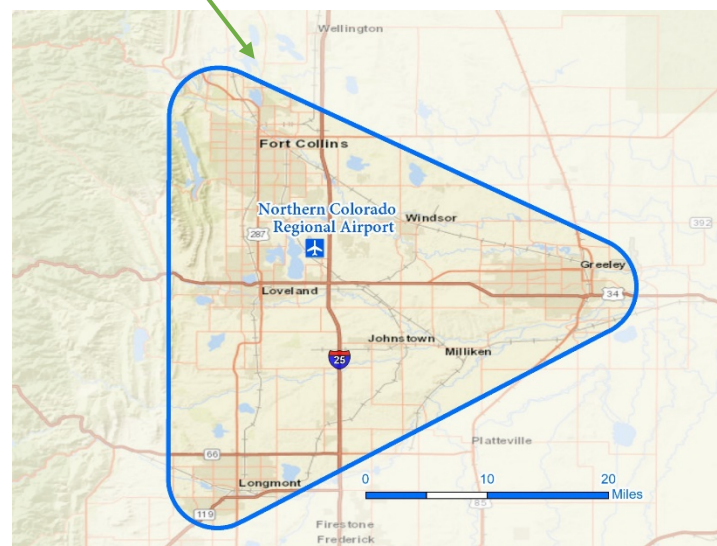 Wellington
Fort Collins
Northern Colorado
Regional Airport
Windsor
392
287
Greeley
34
Loveland
Johnstown
Milliken
25
Platteville
66
Longmont
0 10 20
Miles
85
119
Firestone
Frederick